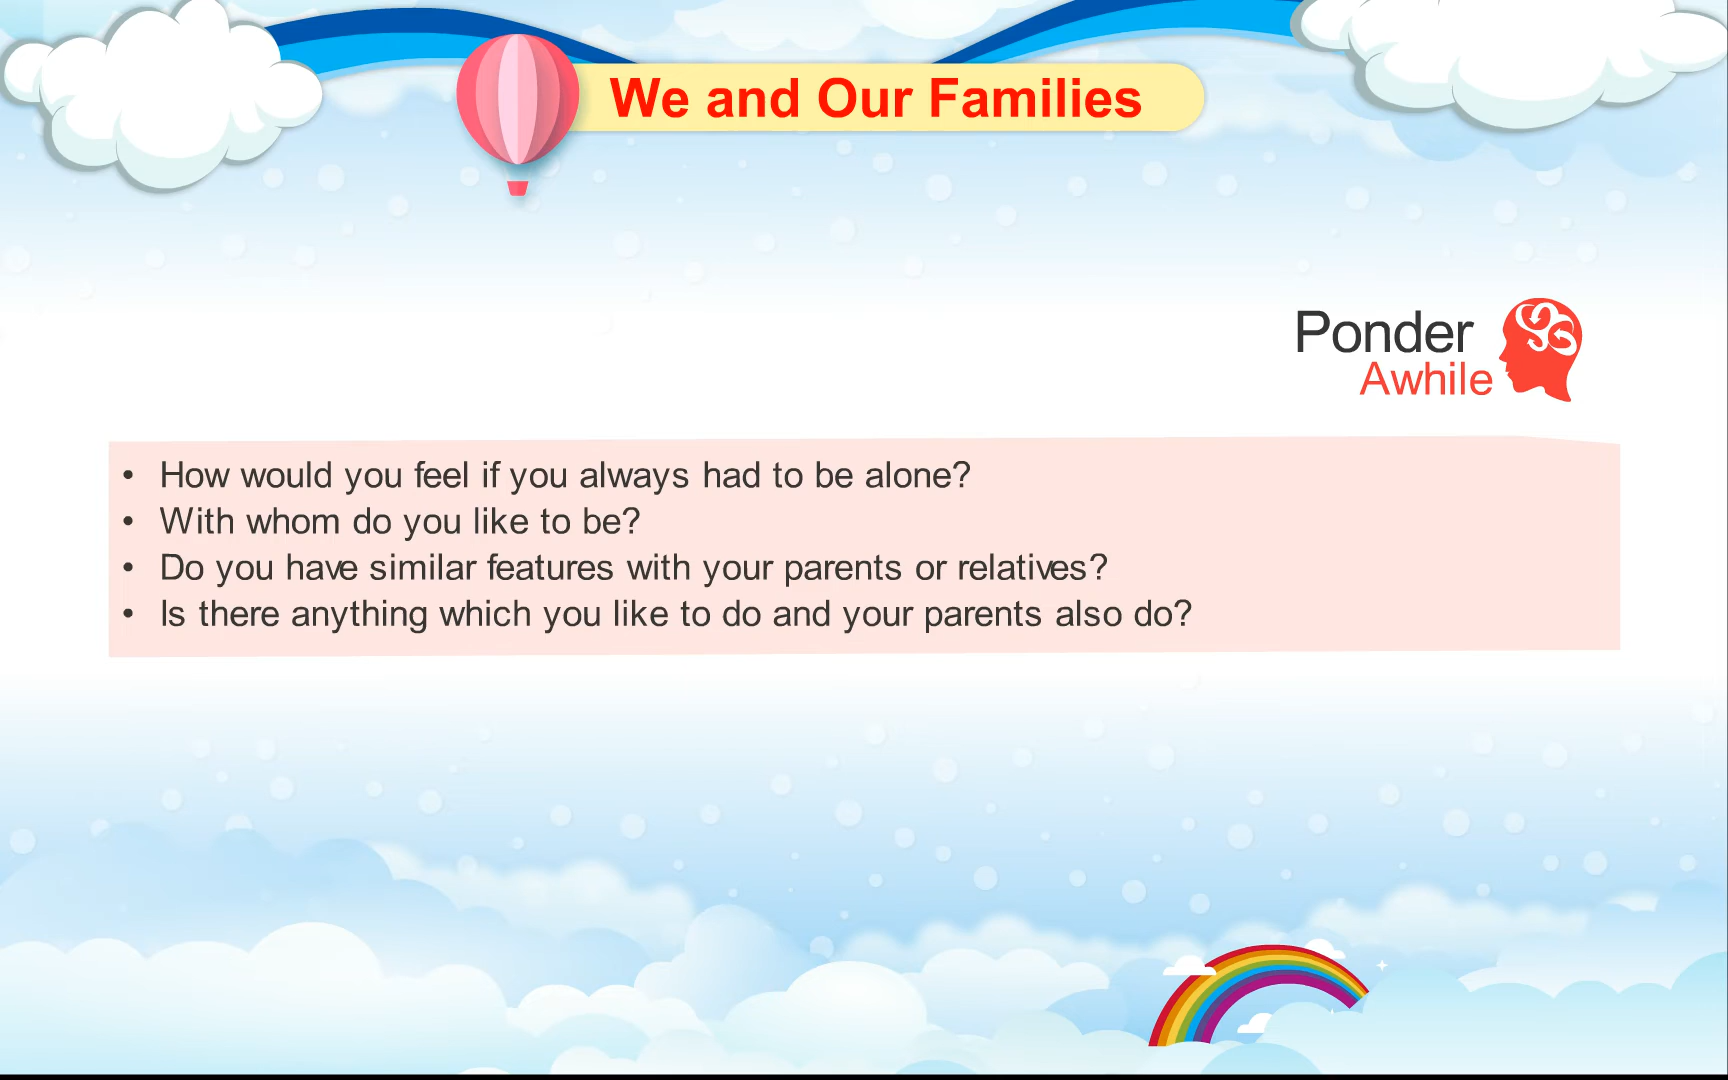 We and Our Families
Ponder
Awhile
• How would you feel if you always had to be alone?
• With whom do you like to be?
• Do you have similar features with your parents or relatives?
• Is there anything which you like to do and your parents also do?